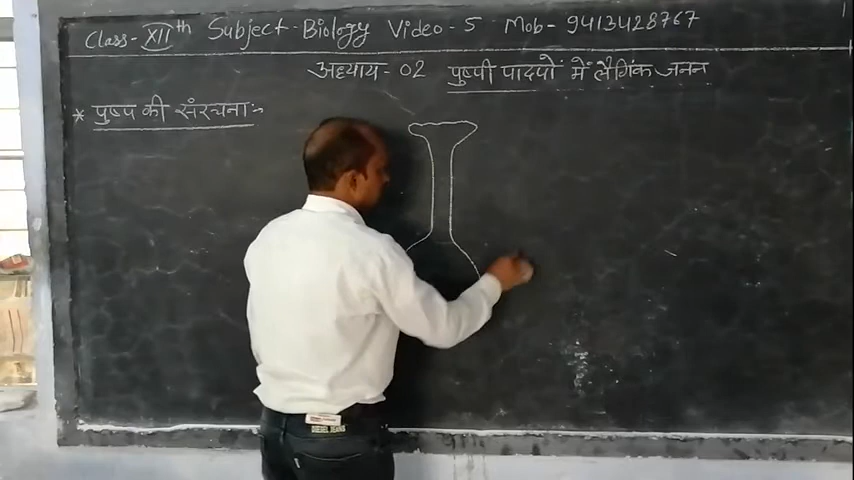 Class - XIIth Subject - Biology Video - 5 Mob - 9413428767
अध्याय - 02 पुष्पी पादपों में लैंगिक जनन
* पुष्प की संरचना :-